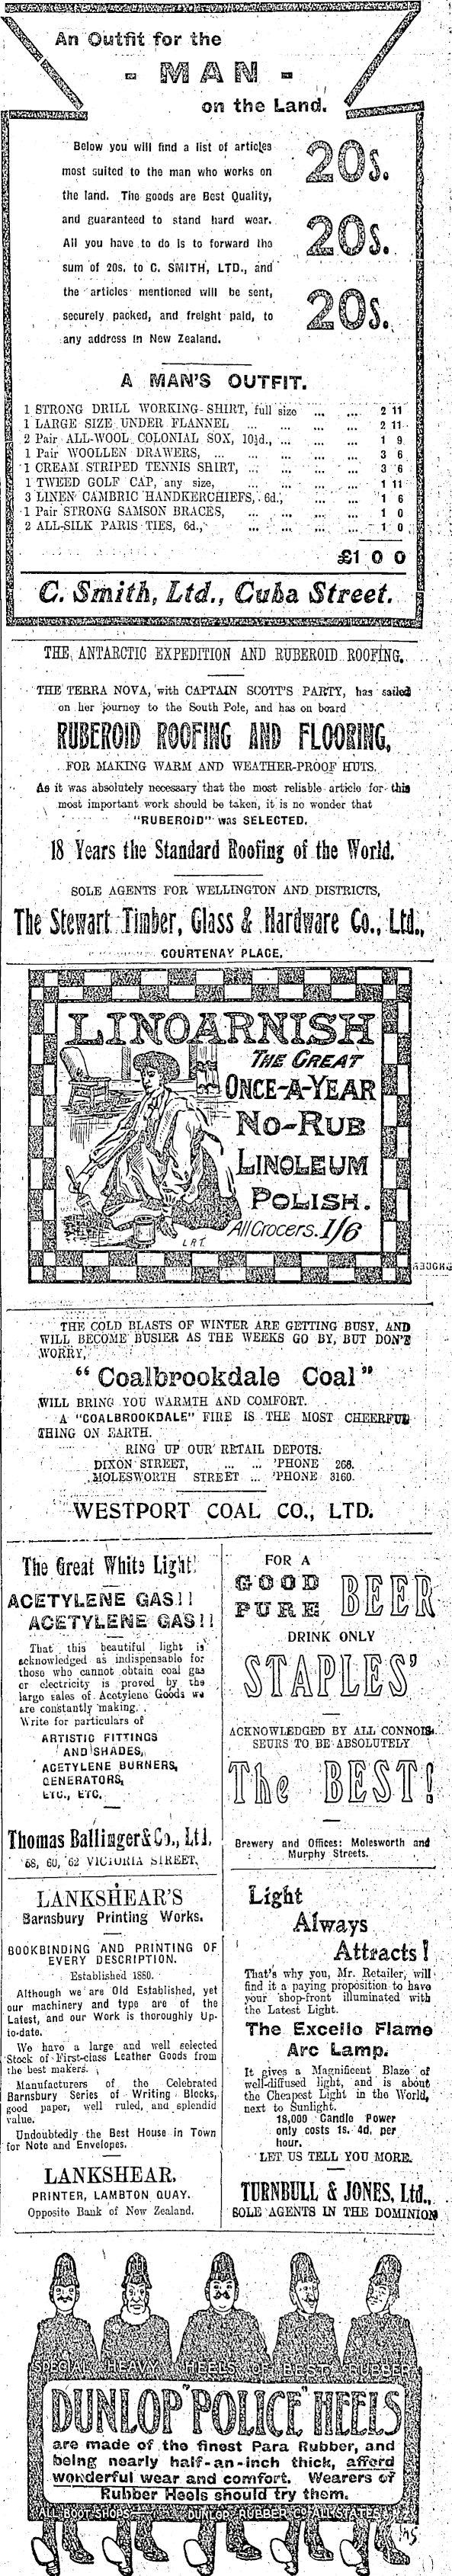 An Outfit for the
- MAN -
on the Land.
Below you will find a list of articles
most suited to the man who works on
the land. The goods are Best Quality,
and guaranteed to stand hard wear.
All you have to do is to forward the
sum of 20s. to C. SMITH, LTD., and
the articles mentioned will be sent,
securely packed, and freight paid, to
any address in New Zealand.
20s.
20s.
20s.
A MAN'S OUTFIT.
1 STRONG DRILL WORKING SHIRT, full size ... ... 2 11
1 LARGE SIZE UNDER FLANNEL ... ... ... 2 11
2 Pair ALL-WOOL COLONIAL SOX, 10½d., ... ... ... 1 9
1 Pair WOOLLEN DRAWERS, ... ... ... ... 3 6
1 CREAM STRIPED TENNIS SHIRT, ... ... ... 3 6
1 TWEED GOLF CAP, any size, ... ... ... 1 11
3 LINEN CAMBRIC HANDKERCHIEFS, 6d., ... ... 1 6
1 Pair STRONG SAMSON BRACES, ... ... ... ... 1 0
2 ALL-SILK PARIS TIES, 6d., ... ... ... ... 1 0
£1 0 0
C. Smith, Ltd., Cuba Street.
THE ANTARCTIC EXPEDITION AND RUBEROID ROOFING.
THE TERRA NOVA, with CAPTAIN SCOTT'S PARTY, has sailed
on her journey to the South Pole, and has on board
RUBEROID ROOFING AND FLOORING,
FOR MAKING WARM AND WEATHER-PROOF HUTS.
As it was absolutely necessary that the most reliable article for this
most important work should be taken, it is no wonder that
"RUBEROID" was SELECTED.
18 Years the Standard Roofing of the World.
SOLE AGENTS FOR WELLINGTON AND DISTRICTS,
The Stewart Timber, Glass & Hardware Co., Ltd.,
COURTENAY PLACE.
LINOARNISH
THE GREAT
ONCE-A-YEAR
NO-RUB
LINOLEUM
POLISH.
All Grocers. 1/6
L.R.T.
THE COLD BLASTS OF WINTER ARE GETTING BUSY, AND
WILL BECOME BUSIER AS THE WEEKS GO BY, BUT DON'T
WORRY,
"Coalbrookdale Coal"
WILL BRING YOU WARMTH AND COMFORT.
A "COALBROOKDALE" FIRE IS THE MOST CHEERFUL
THING ON EARTH.
RING UP OUR RETAIL DEPOTS.
DIXON STREET, ... ... 'PHONE 266.
MOLESWORTH STREET ... 'PHONE 3160.
WESTPORT COAL CO., LTD.
The Great White Light!
ACETYLENE GAS!!
ACETYLENE GAS!!
That this beautiful light is
acknowledged as indispensable for
those who cannot obtain coal gas
or electricity is proved by the
large sales of Acetylene Goods we
are constantly making.
Write for particulars of
ARTISTIC FITTINGS
AND SHADES,
ACETYLENE BURNERS,
GENERATORS,
ETC., ETC.
Thomas Ballinger & Co., Ltd.
58, 60, 62 VICTORIA STREET.
LANKSHEAR'S
Barnsbury Printing Works.
BOOKBINDING AND PRINTING OF
EVERY DESCRIPTION.
Established 1880.
Although we are Old Established, yet
our machinery and type are of the
Latest, and our Work is thoroughly Up-
to-date.
We have a large and well selected
Stock of First-class Leather Goods from
the best makers.
Manufacturers of the Celebrated
Barnsbury Series of Writing Blocks,
good paper, well ruled, and splendid
value.
Undoubtedly the Best House in Town
for Note and Envelopes.
LANKSHEAR.
PRINTER, LAMBTON QUAY.
Opposite Bank of New Zealand.
FOR A
GOOD
PURE
BEER
DRINK ONLY
STAPLES'
ACKNOWLEDGED BY ALL CONNOIS-
SEURS TO BE ABSOLUTELY
The BEST!
Brewery and Offices: Molesworth and
Murphy Streets.
Light
Always
Attracts!
That's why you, Mr. Retailer, will
find it a paying proposition to have
your shop-front illuminated with
the Latest Light.
The Excello Flame
Arc Lamp.
It gives a Magnificent Blaze of
well-diffused light, and is about
the Cheapest Light in the World,
next to Sunlight.
18,000 Candle Power
only costs 1s. 4d. per
hour.
LET US TELL YOU MORE.
TURNBULL & JONES, Ltd.,
SOLE AGENTS IN THE DOMINION
SPECIAL HEAVY HEELS OF BEST RUBBER
DUNLOP "POLICE" HEELS
are made of the finest Para Rubber, and
being nearly half-an-inch thick, afford
wonderful wear and comfort. Wearers of
Rubber Heels should try them.
ALL BOOT SHOPS DUNLOP RUBBER CO ALL STATES & N.Z.